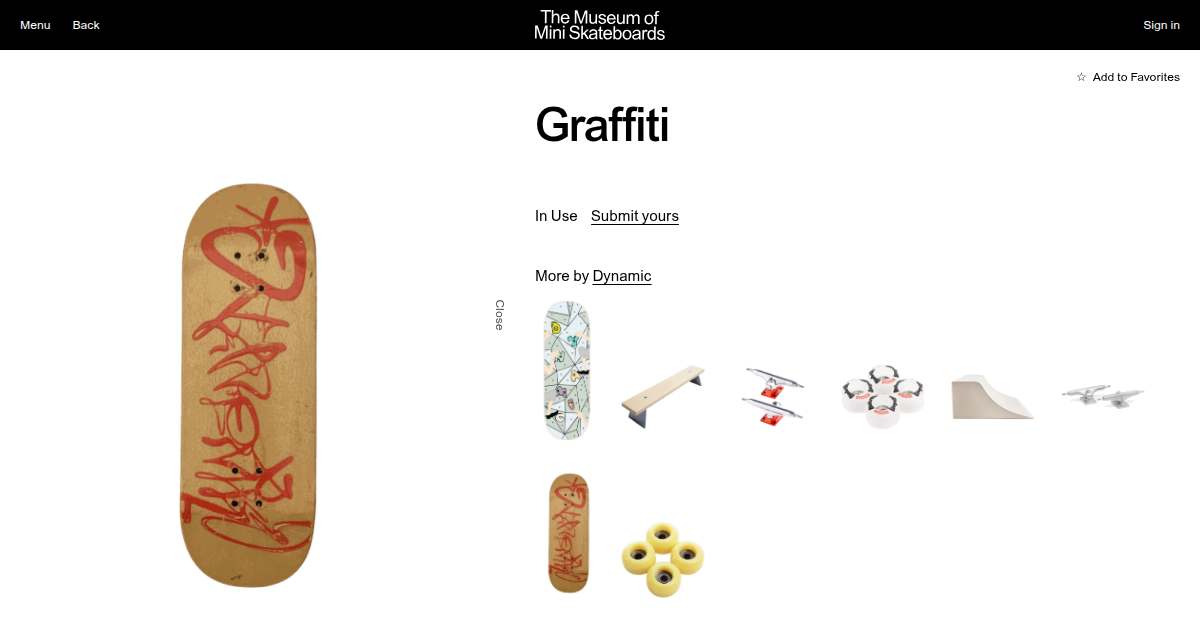 Menu
Back
The Museum of
Mini Skateboards
Sign in
☆ Add to Favorites
Graffiti
In Use Submit yours
More by Dynamic
Close